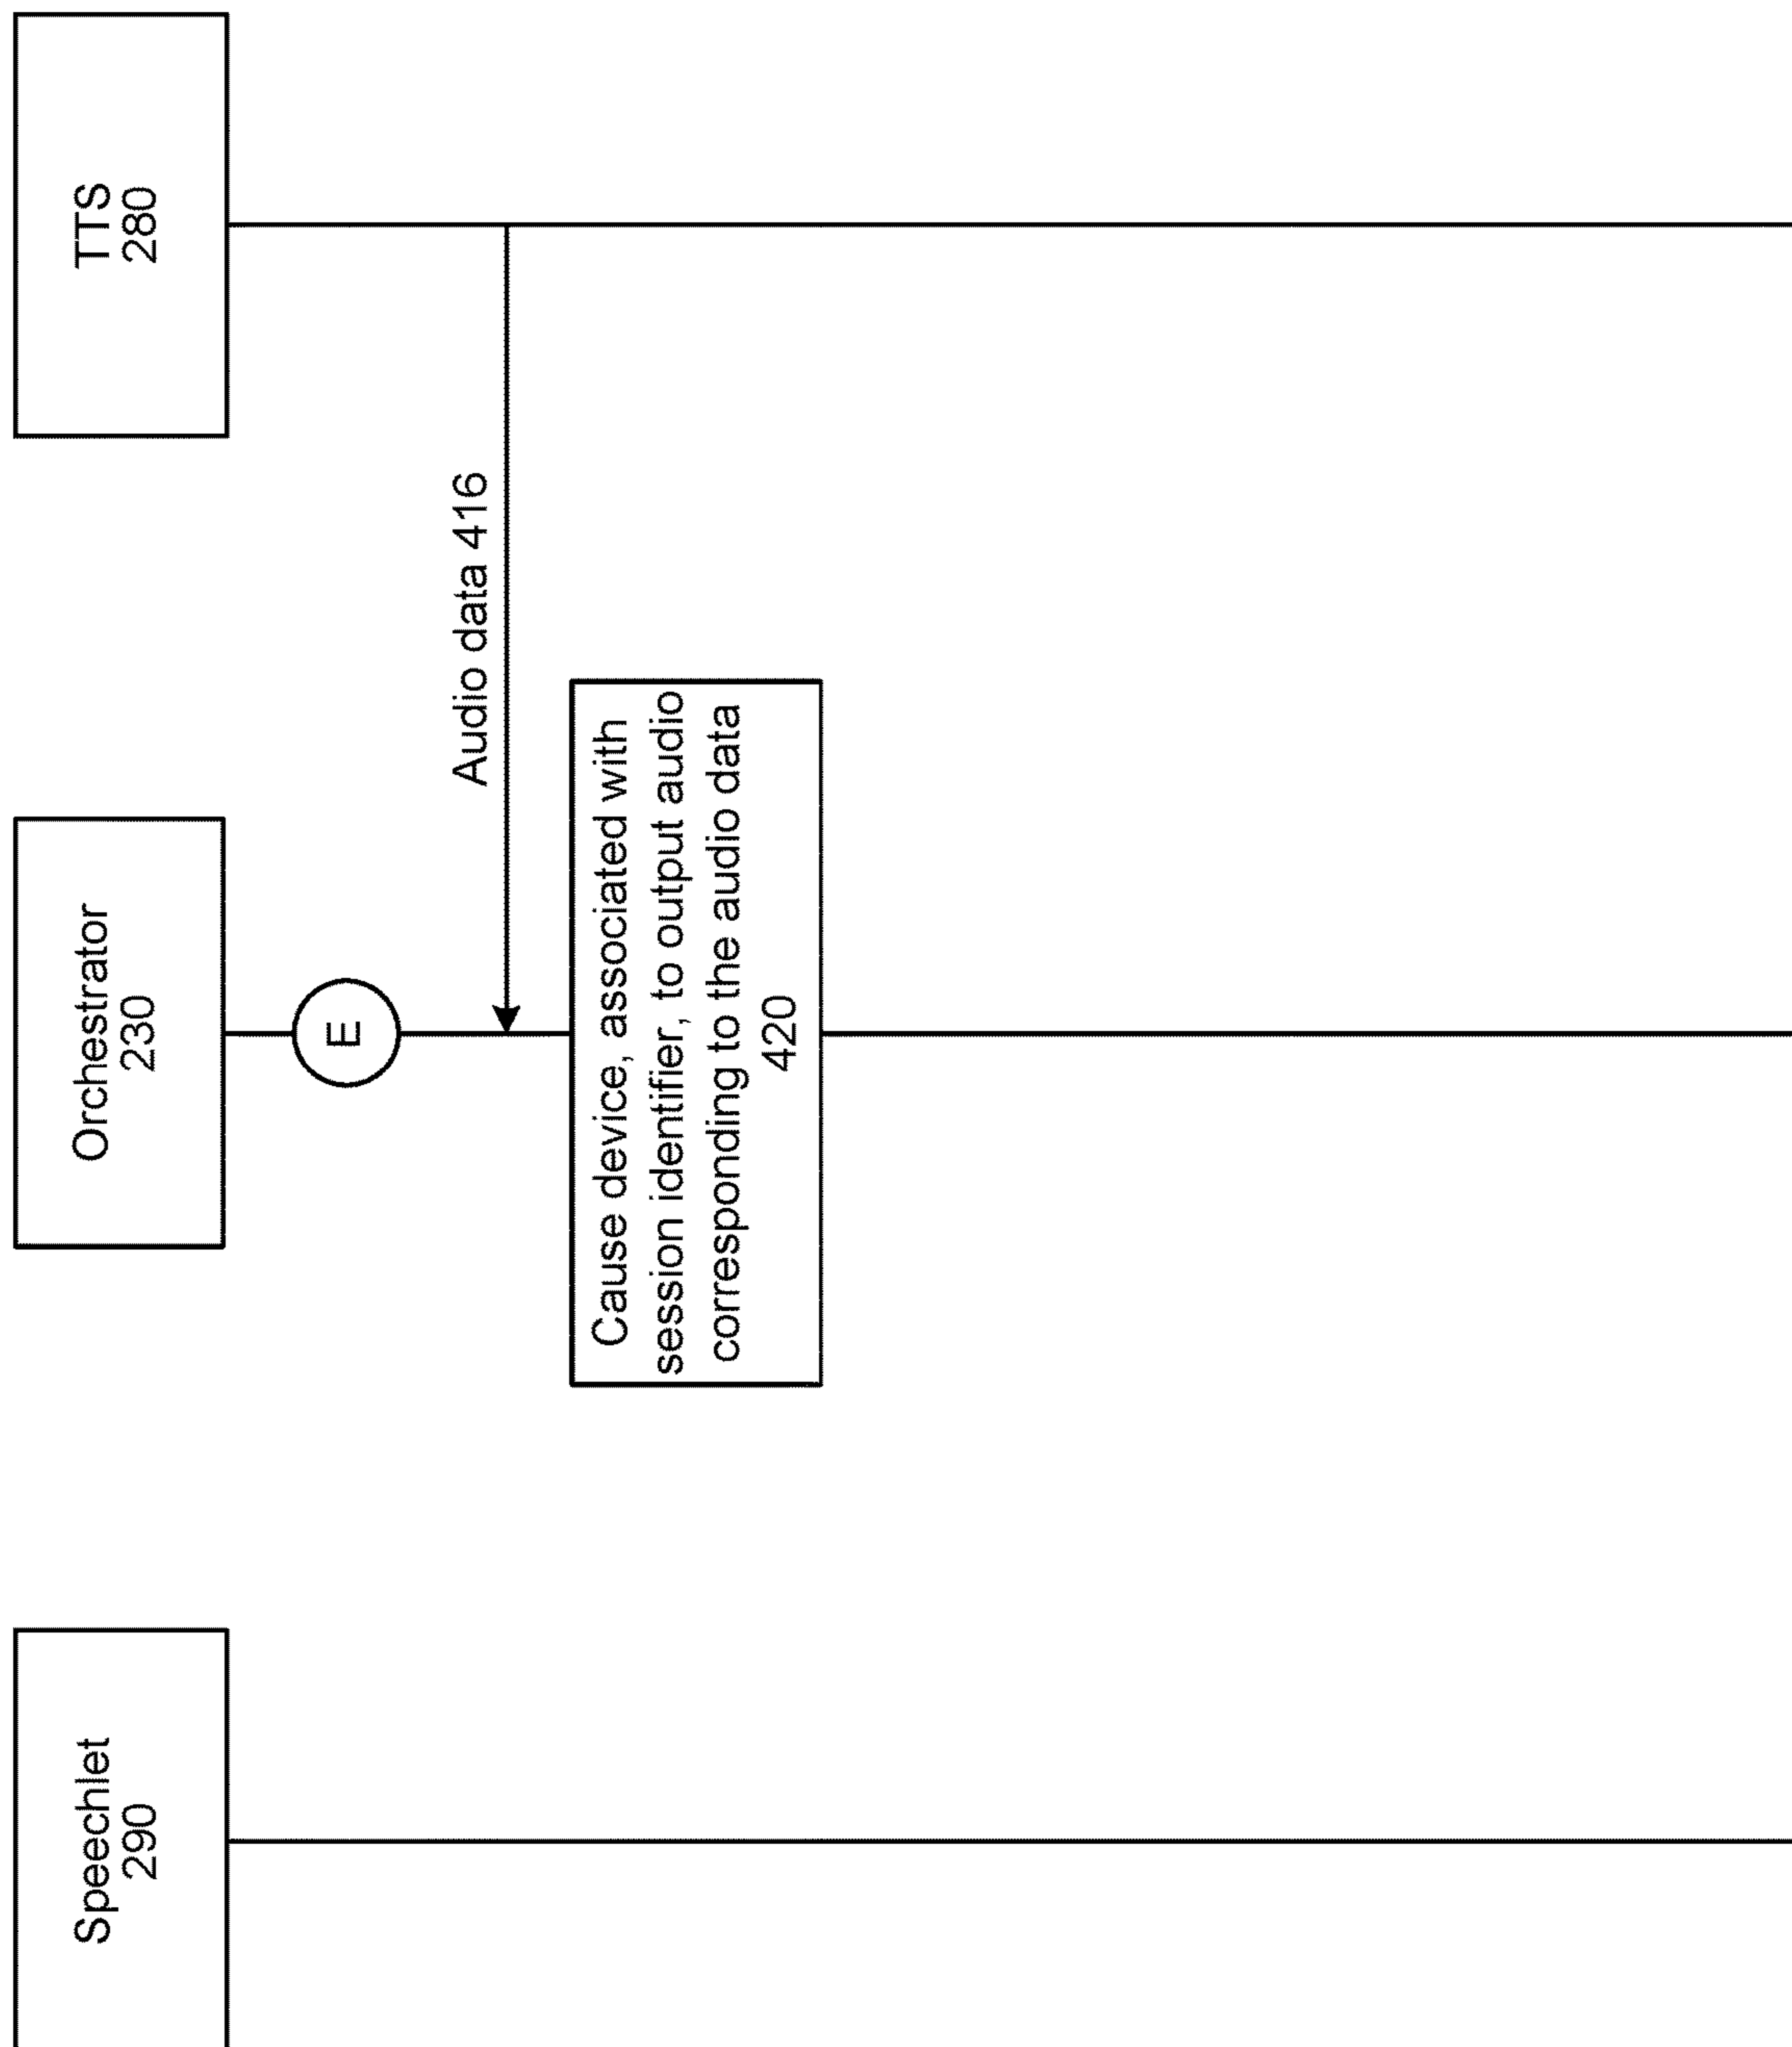 Speechlet
290
Orchestrator
230
TTS
280
E
Audio data 416
Cause device, associated with
session identifier, to output audio
corresponding to the audio data
420